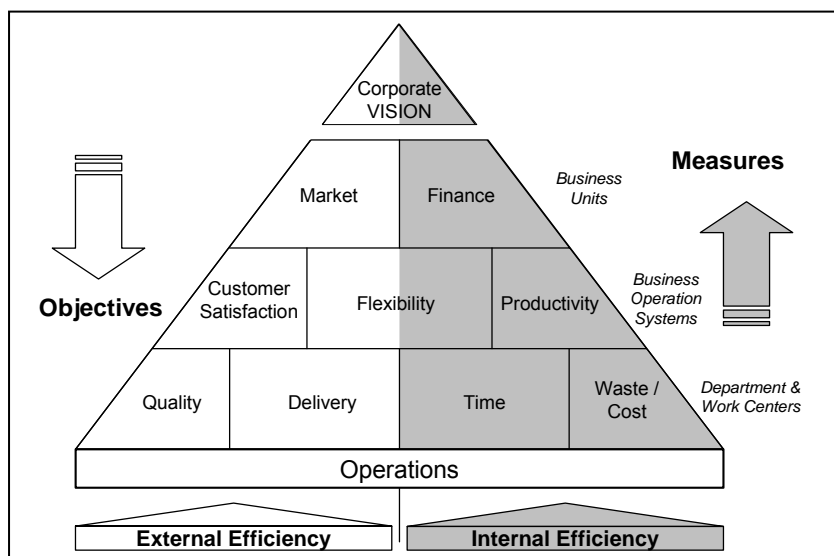 Corporate
VISION
Measures
Market
Finance
Business
Units
Objectives
Customer
Satisfaction
Flexibility
Productivity
Business
Operation
Systems
Quality
Delivery
Time
Waste /
Cost
Department &
Work Centers
Operations
External Efficiency
Internal Efficiency